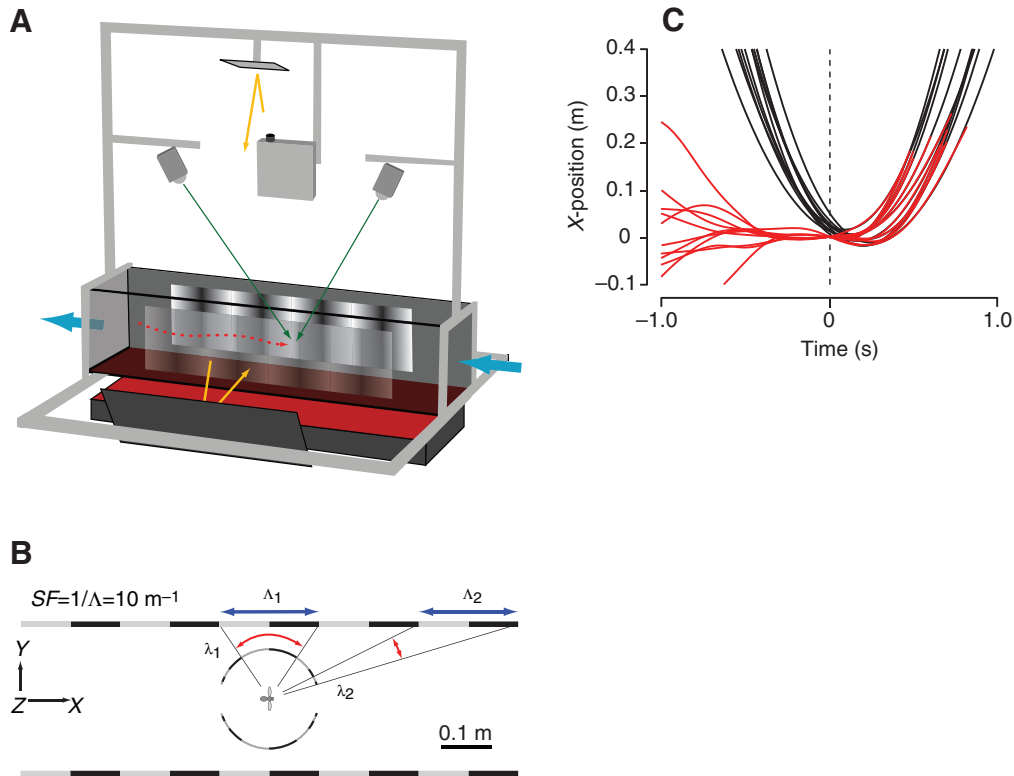 A
B
SF=1/Λ=10 m–1
Λ1
Λ2
λ1
λ2
Y
Z
X
0.1 m
C
X-position (m)
0.4
0.3
0.2
0.1
0
–0.1
–1.0
0
1.0
Time (s)